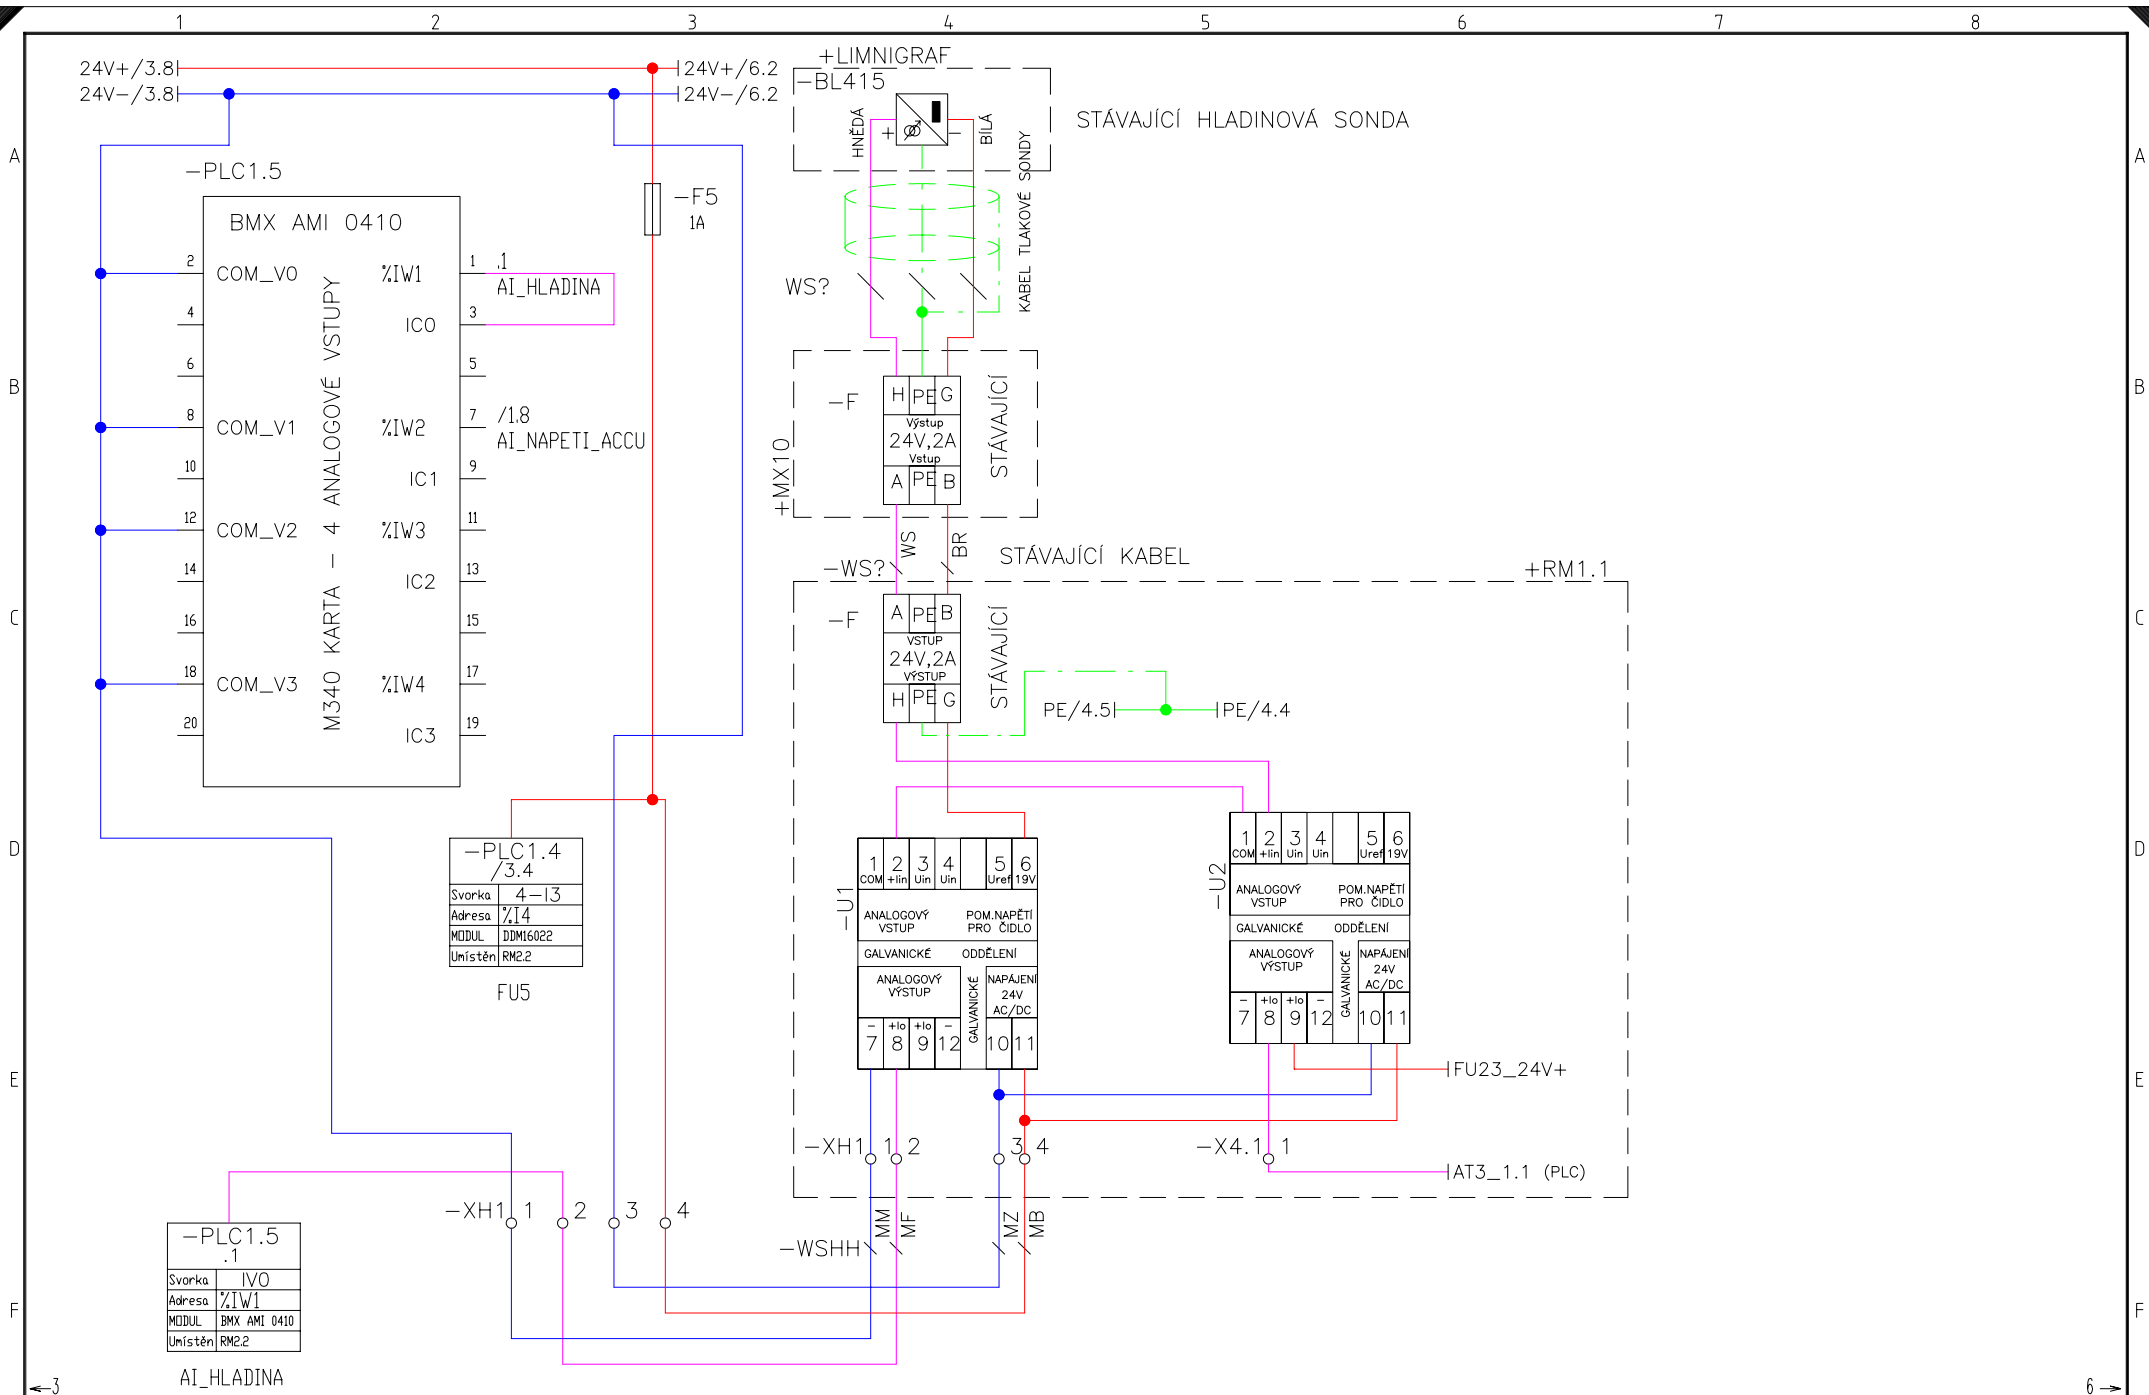 1 2 3 4 5 6 7 8
24V+/3.8 24V+/6.2
24V-/3.8 24V-/6.2
+LIMNIGRAF
-BL415
HNĚDÁ
+ -
BÍLÁ
STÁVAJÍCÍ HLADINOVÁ SONDA
KABEL TLAKOVÉ SONDY
A A
-PLC1.5
BMX AMI 0410
M340 KARTA - 4 ANALOGOVÉ VSTUPY
2 COM_V0 %IW1 1 .1
AI_HLADINA
4 IC0 3
6 5
8 COM_V1 %IW2 7 /1.8
AI_NAPETI_ACCU
10 IC1 9
12 COM_V2 %IW3 11
14 IC2 13
16 15
18 COM_V3 %IW4 17
20 IC3 19
-F5
1A
WS?
B B
+MX10
-F
H PE G
Výstup
24V,2A
Vstup
A PE B
STÁVAJÍCÍ
WS BR
-WS?
STÁVAJÍCÍ KABEL
+RM1.1
C C
-F
A PE B
VSTUP
24V,2A
VÝSTUP
H PE G
STÁVAJÍCÍ
PE/4.5 PE/4.4
D D
-PLC1.4
/3.4
Svorka 4-I3
Adresa %I4
MODUL DDM16022
Umístěn RM2.2
FU5
-U1
1 2 3 4 5 6
COM +Iin Uin Uin Uref 19V
ANALOGOVÝ VSTUP
POM.NAPĚTÍ PRO ČIDLO
GALVANICKÉ ODDĚLENÍ
ANALOGOVÝ VÝSTUP
GALVANICKÉ
NAPÁJENÍ
24V
AC/DC
- +Io +Io -
7 8 9 12 10 11
-U2
1 2 3 4 5 6
COM +Iin Uin Uin Uref 19V
ANALOGOVÝ VSTUP
POM.NAPĚTÍ PRO ČIDLO
GALVANICKÉ ODDĚLENÍ
ANALOGOVÝ VÝSTUP
GALVANICKÉ
NAPÁJENÍ
24V
AC/DC
- +Io +Io -
7 8 9 12 10 11
E E
FU23_24V+
-XH1 1 2 3 4
-X4.1 1
AT3_1.1 (PLC)
-XH1 1 2 3 4
-WSHH
MM MF MZ MB
-PLC1.5
.1
Svorka IV0
Adresa %IW1
MODUL BMX AMI 0410
Umístěn RM2.2
AI_HLADINA
F F
←3 6→